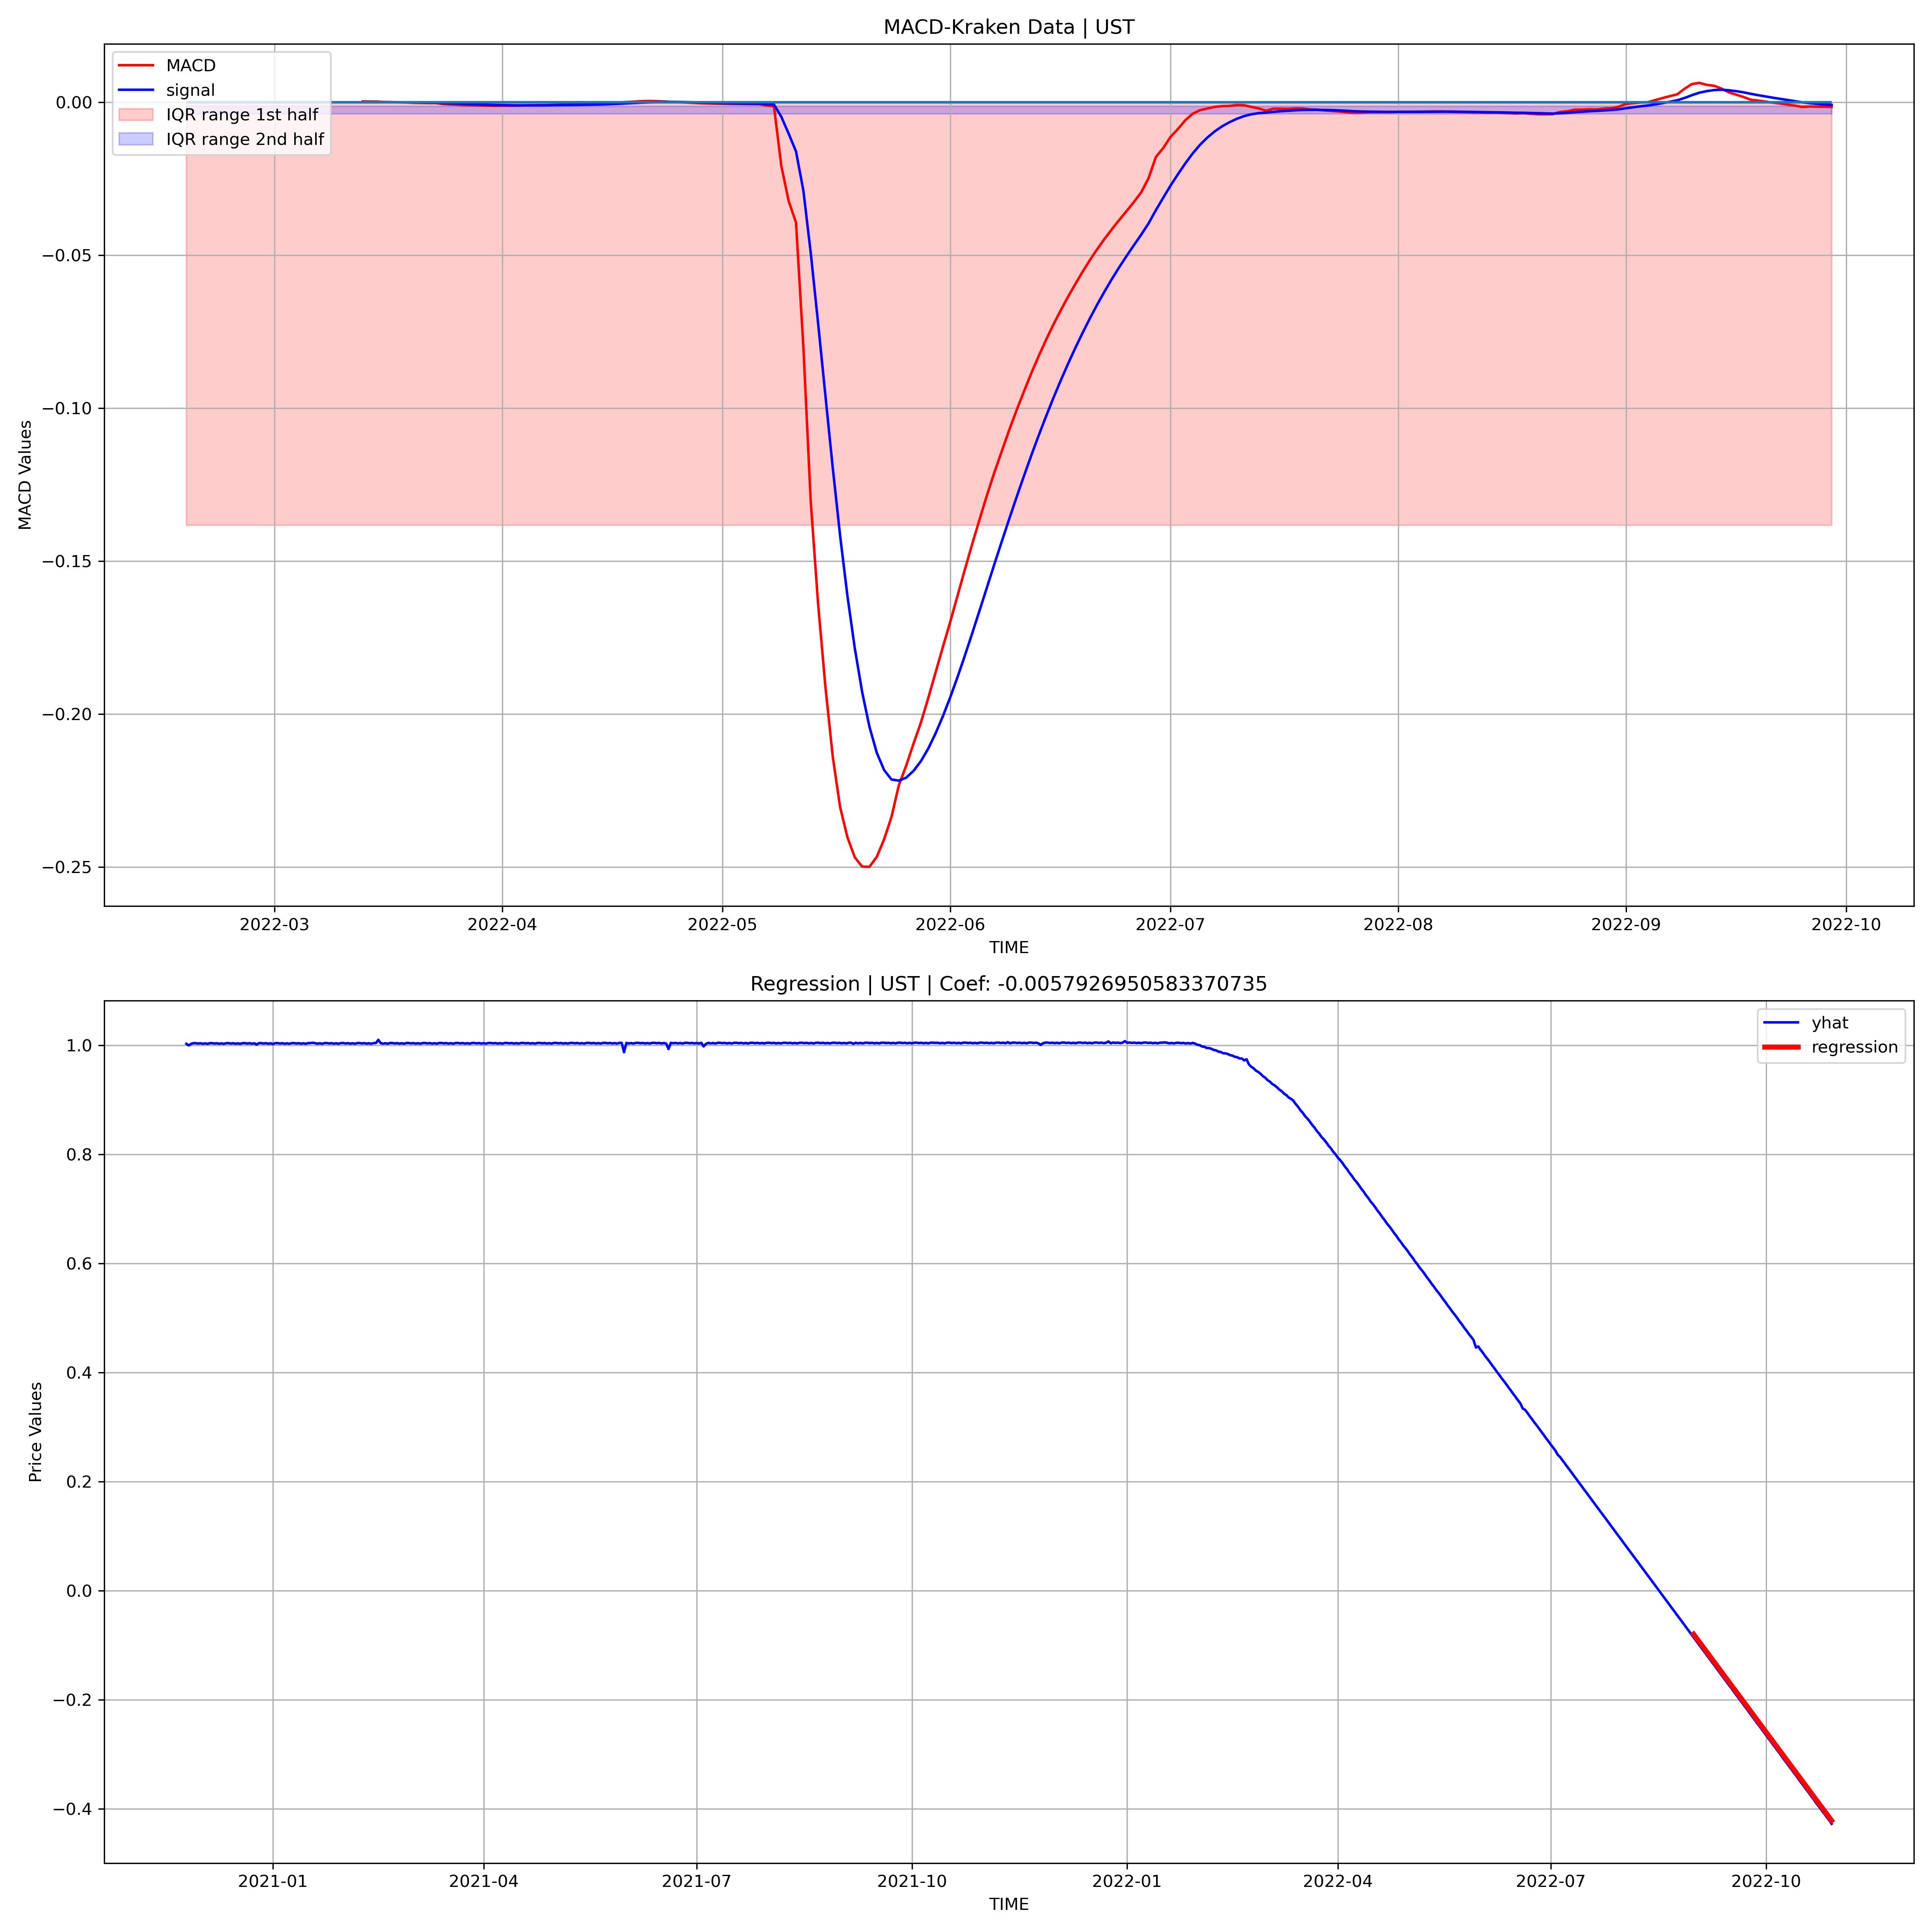 MACD-Kraken Data | UST
MACD
signal
IQR range 1st half
IQR range 2nd half
0.00
−0.05
−0.10
−0.15
−0.20
−0.25
MACD Values
2022-03
2022-04
2022-05
2022-06
2022-07
2022-08
2022-09
2022-10
TIME
Regression | UST | Coef: -0.0057926950583370735
yhat
regression
1.0
0.8
0.6
0.4
0.2
0.0
−0.2
−0.4
Price Values
2021-01
2021-04
2021-07
2021-10
2022-01
2022-04
2022-07
2022-10
TIME